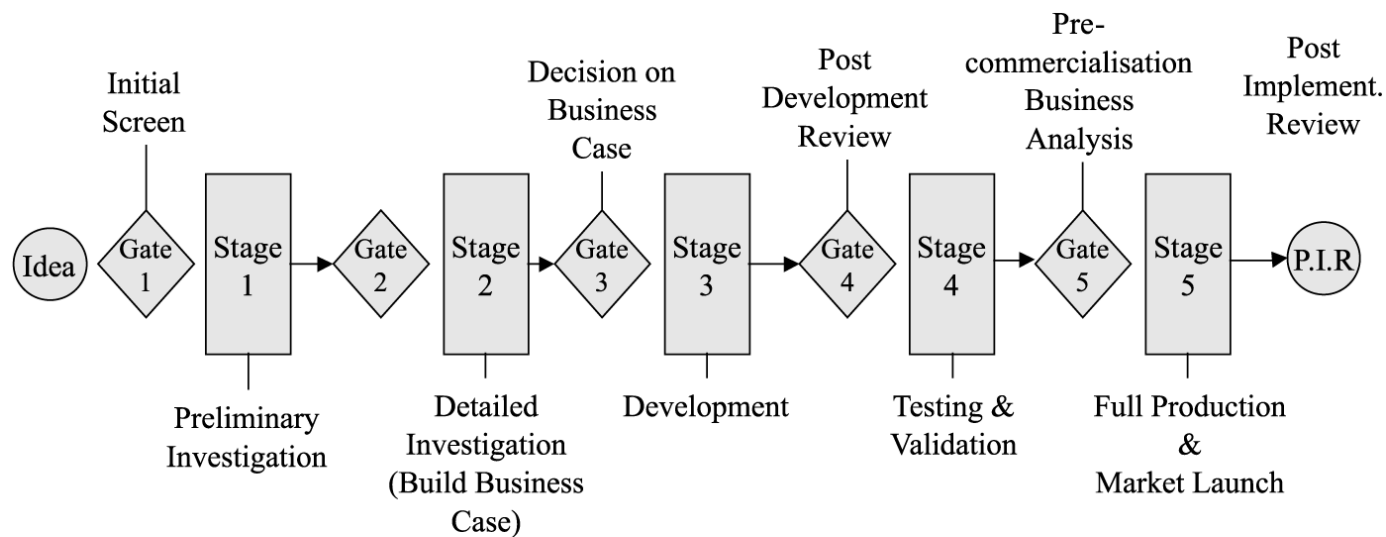 Initial
Screen
Decision on
Business
Case
Post
Development
Review
Pre-
commercialisation
Business
Analysis
Post
Implement.
Review
Idea
Gate
1
Stage
1
Gate
2
Stage
2
Gate
3
Stage
3
Gate
4
Stage
4
Gate
5
Stage
5
P.I.R
Preliminary
Investigation
Detailed
Investigation
(Build Business
Case)
Development
Testing &
Validation
Full Production
&
Market Launch